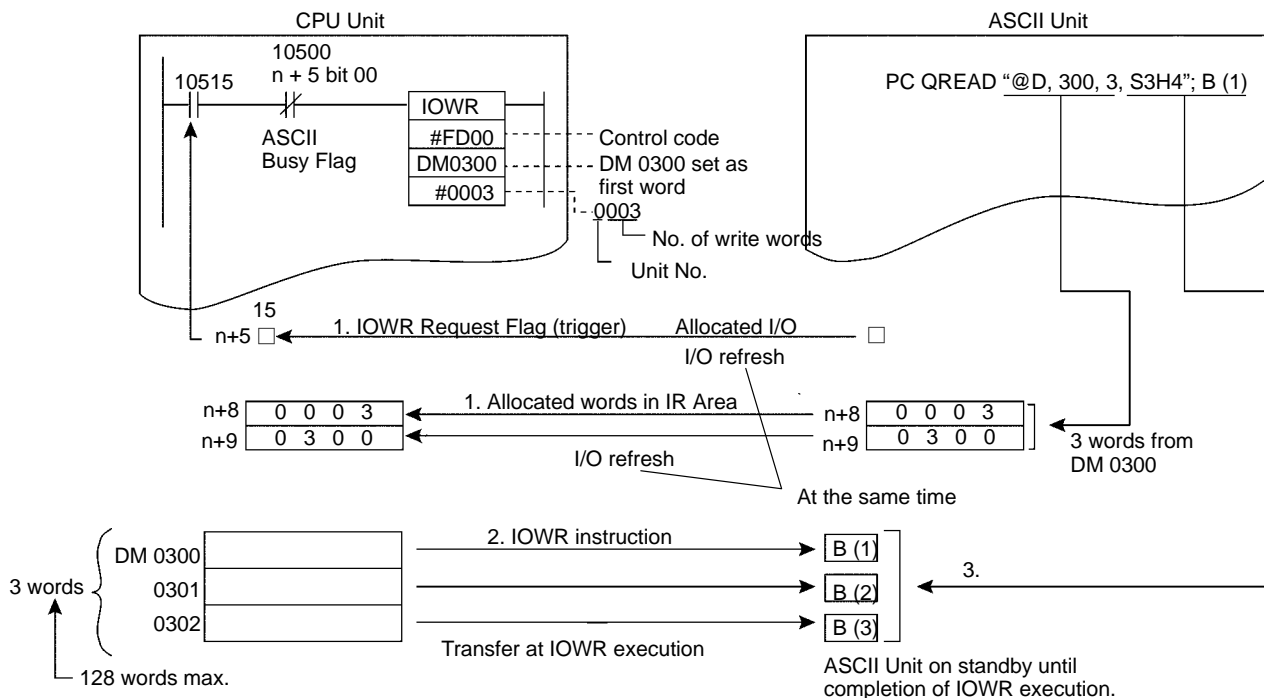 CPU Unit
ASCII Unit
10500
n + 5 bit 00
10515
PC QREAD “@D, 300, 3, S3H4”; B (1)
IOWR
ASCII
Busy Flag
#FD00
Control code
DM0300
DM 0300 set as
first word
#0003
0003
No. of write words
Unit No.
15
n+5
1. IOWR Request Flag (trigger)
Allocated I/O
I/O refresh
n+8
0 0 0 3
1. Allocated words in IR Area
n+8
0 0 0 3
n+9
0 3 0 0
n+9
0 3 0 0
I/O refresh
3 words from
DM 0300
At the same time
DM 0300
2. IOWR instruction
B (1)
3 words
0301
B (2)
3.
0302
B (3)
Transfer at IOWR execution
128 words max.
ASCII Unit on standby until
completion of IOWR execution.